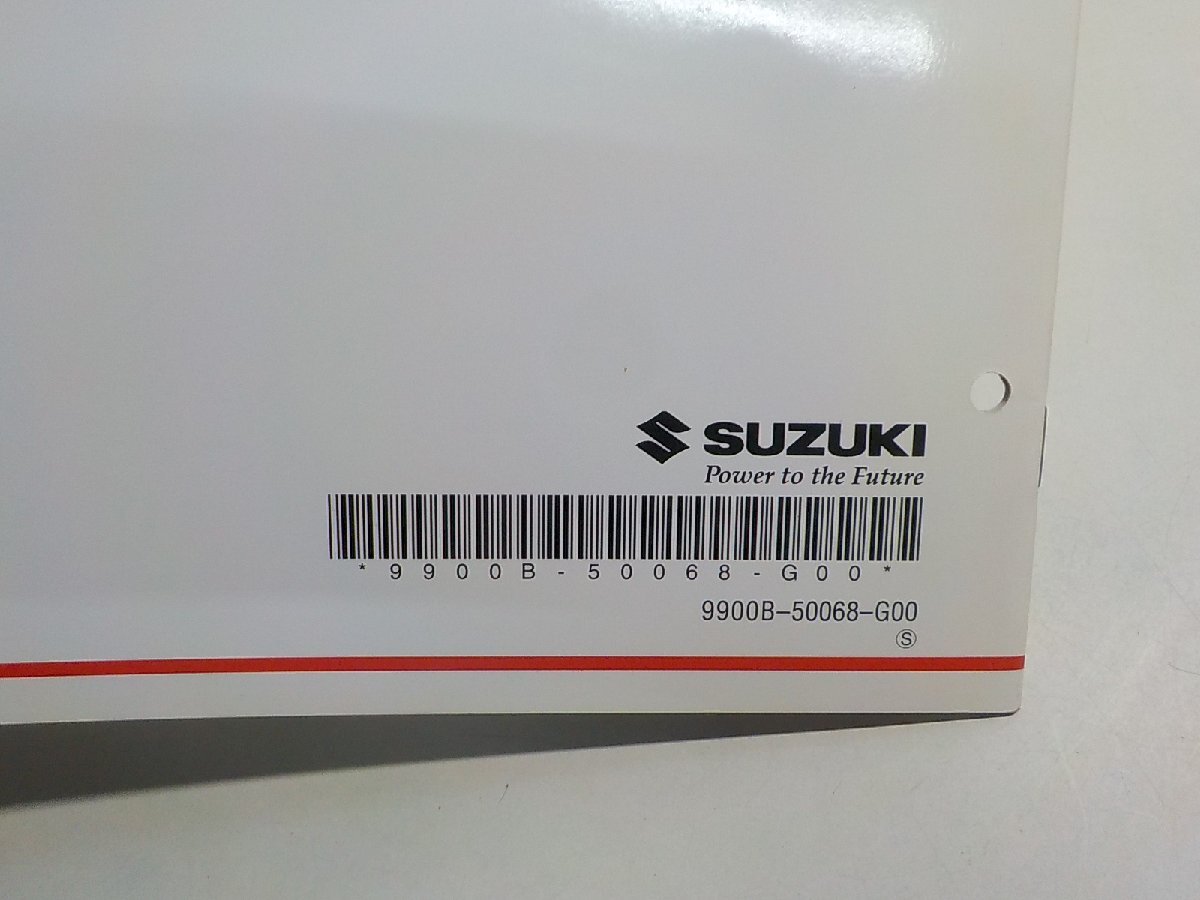 SUZUKI
Power to the Future
*9900B-50068-G00*
9900B-50068-G00
Ⓢ